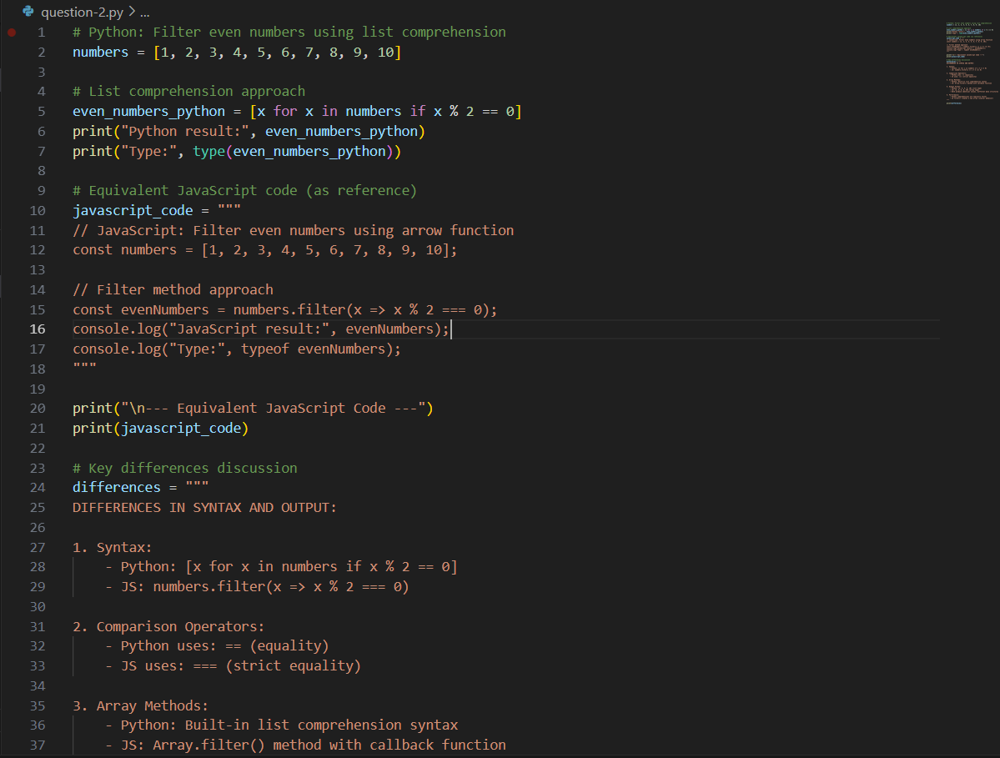 question-2.py > ...
1 # Python: Filter even numbers using list comprehension
2 numbers = [1, 2, 3, 4, 5, 6, 7, 8, 9, 10]
3
4 # List comprehension approach
5 even_numbers_python = [x for x in numbers if x % 2 == 0]
6 print("Python result:", even_numbers_python)
7 print("Type:", type(even_numbers_python))
8
9 # Equivalent JavaScript code (as reference)
10 javascript_code = """
11 // JavaScript: Filter even numbers using arrow function
12 const numbers = [1, 2, 3, 4, 5, 6, 7, 8, 9, 10];
13
14 // Filter method approach
15 const evenNumbers = numbers.filter(x => x % 2 === 0);
16 console.log("JavaScript result:", evenNumbers);
17 console.log("Type:", typeof evenNumbers);
18 """
19
20 print("\n--- Equivalent JavaScript Code ---")
21 print(javascript_code)
22
23 # Key differences discussion
24 differences = """
25 DIFFERENCES IN SYNTAX AND OUTPUT:
26
27 1. Syntax:
28     - Python: [x for x in numbers if x % 2 == 0]
29     - JS: numbers.filter(x => x % 2 === 0)
30
31 2. Comparison Operators:
32     - Python uses: == (equality)
33     - JS uses: === (strict equality)
34
35 3. Array Methods:
36     - Python: Built-in list comprehension syntax
37     - JS: Array.filter() method with callback function